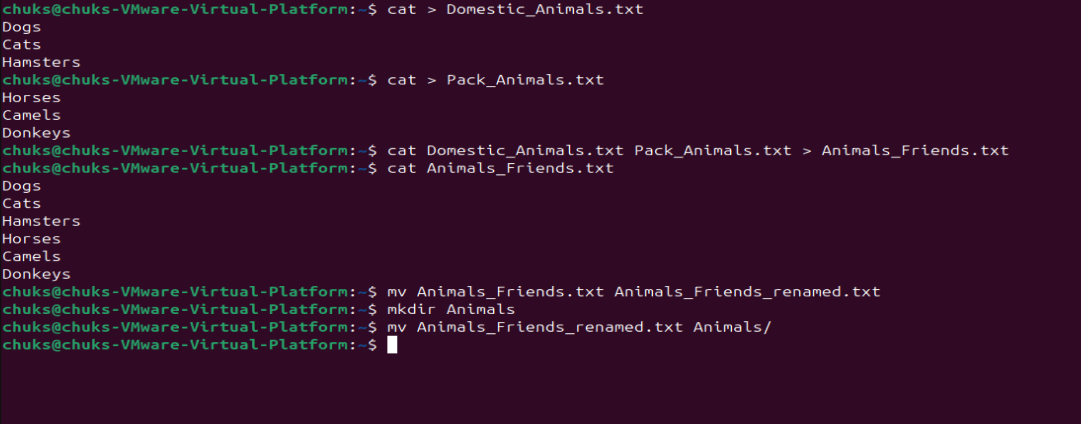 chuks@chuks-VMware-Virtual-Platform:~$ cat > Domestic_Animals.txt
Dogs
Cats
Hamsters
chuks@chuks-VMware-Virtual-Platform:~$ cat > Pack_Animals.txt
Horses
Camels
Donkeys
chuks@chuks-VMware-Virtual-Platform:~$ cat Domestic_Animals.txt Pack_Animals.txt > Animals_Friends.txt
chuks@chuks-VMware-Virtual-Platform:~$ cat Animals_Friends.txt
Dogs
Cats
Hamsters
Horses
Camels
Donkeys
chuks@chuks-VMware-Virtual-Platform:~$ mv Animals_Friends.txt Animals_Friends_renamed.txt
chuks@chuks-VMware-Virtual-Platform:~$ mkdir Animals
chuks@chuks-VMware-Virtual-Platform:~$ mv Animals_Friends_renamed.txt Animals/
chuks@chuks-VMware-Virtual-Platform:~$